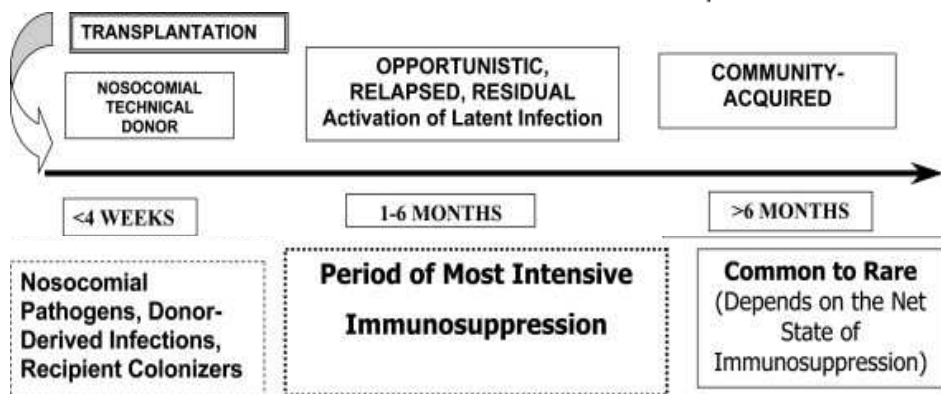 TRANSPLANTATION
NOSOCOMIAL
TECHNICAL
DONOR
OPPORTUNISTIC,
RELAPSED, RESIDUAL
Activation of Latent Infection
COMMUNITY-
ACQUIRED
<4 WEEKS
1-6 MONTHS
>6 MONTHS
Nosocomial
Pathogens, Donor-
Derived Infections,
Recipient Colonizers
Period of Most Intensive
Immunosuppression
Common to Rare
(Depends on the Net
State of
Immunosuppression)